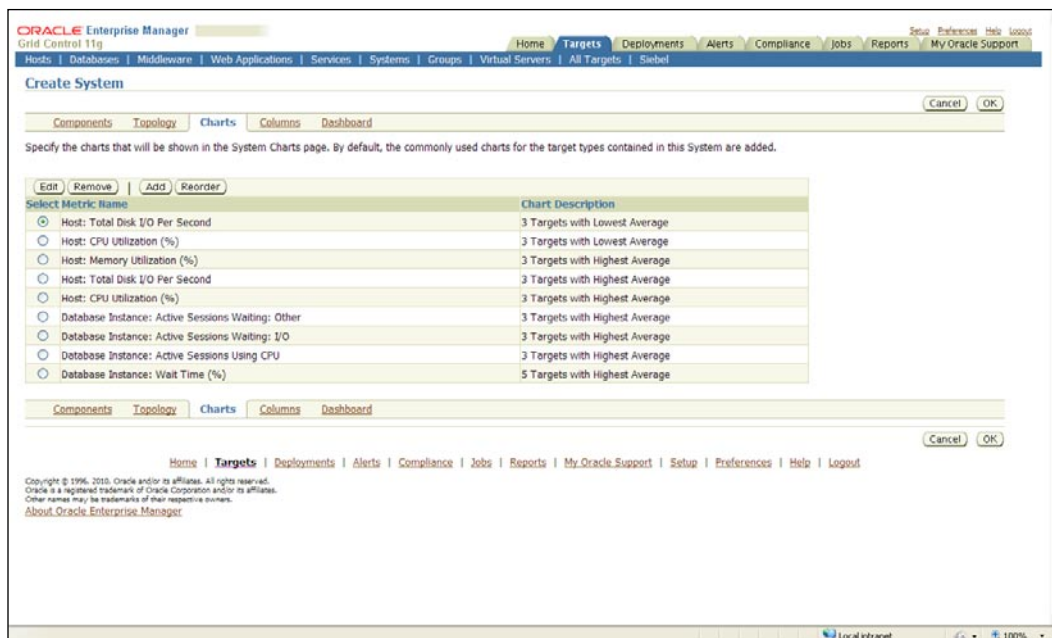 ORACLE Enterprise Manager
Grid Control 11g
Setup Preferences Help Logout
Home Targets Deployments Alerts Compliance Jobs Reports My Oracle Support
Hosts | Databases | Middleware | Web Applications | Services | Systems | Groups | Virtual Servers | All Targets | Siebel
Create System
Cancel OK
Components Topology Charts Columns Dashboard
Specify the charts that will be shown in the System Charts page. By default, the commonly used charts for the target types contained in this System are added.
Edit Remove | Add Reorder
Select Metric Name Chart Description
Host: Total Disk I/O Per Second 3 Targets with Lowest Average
Host: CPU Utilization (%) 3 Targets with Lowest Average
Host: Memory Utilization (%) 3 Targets with Highest Average
Host: Total Disk I/O Per Second 3 Targets with Highest Average
Host: CPU Utilization (%) 3 Targets with Highest Average
Database Instance: Active Sessions Waiting: Other 3 Targets with Highest Average
Database Instance: Active Sessions Waiting: I/O 3 Targets with Highest Average
Database Instance: Active Sessions Using CPU 3 Targets with Highest Average
Database Instance: Wait Time (%) 5 Targets with Highest Average
Components Topology Charts Columns Dashboard
Cancel OK
Home | Targets | Deployments | Alerts | Compliance | Jobs | Reports | My Oracle Support | Setup | Preferences | Help | Logout
Copyright © 1996, 2010, Oracle and/or its affiliates. All rights reserved.
Oracle is a registered trademark of Oracle Corporation and/or its affiliates.
Other names may be trademarks of their respective owners.
About Oracle Enterprise Manager
Local intranet 100%